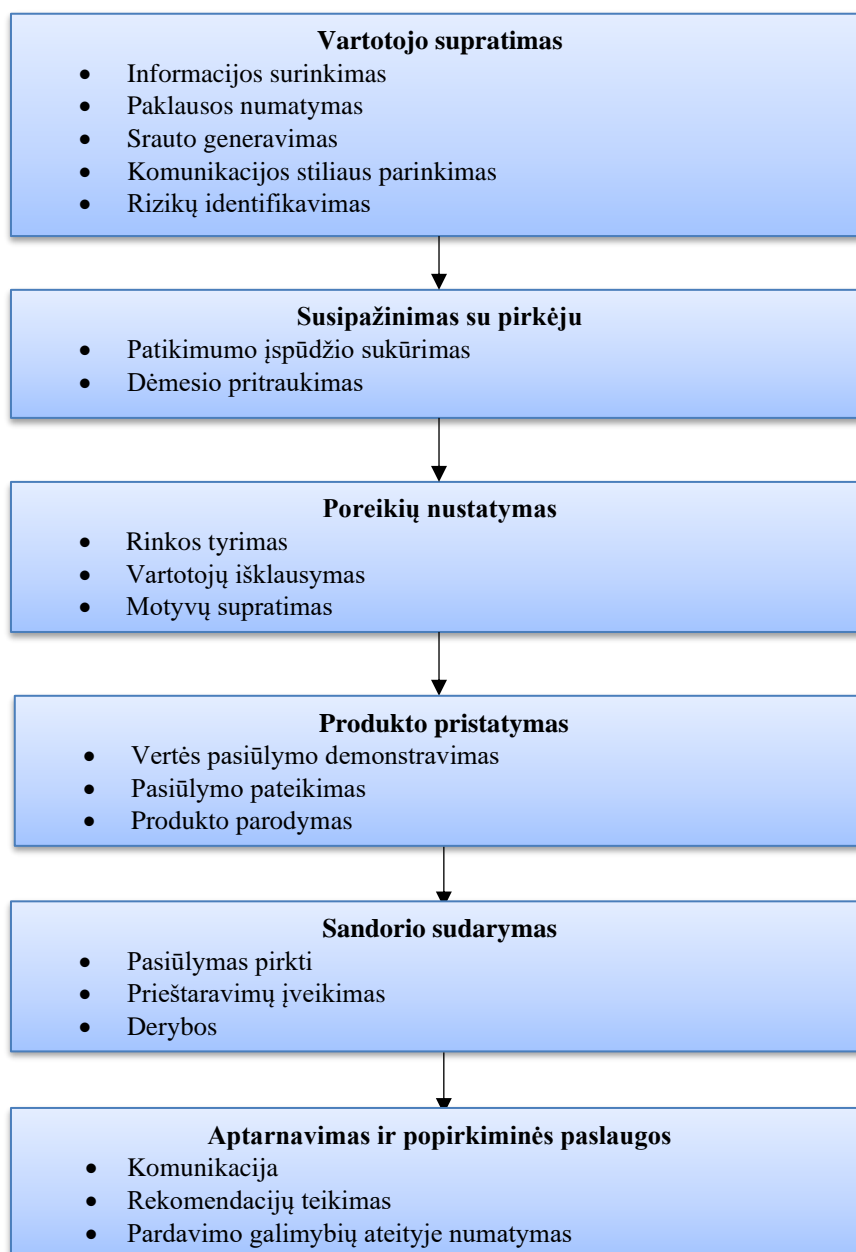 Vartotojo supratimas
• Informacijos surinkimas
• Paklausos numatymas
• Srauto generavimas
• Komunikacijos stiliaus parinkimas
• Rizikų identifikavimas
Susipažinimas su pirkėju
• Patikimumo įspūdžio sukūrimas
• Dėmesio pritraukimas
Poreikių nustatymas
• Rinkos tyrimas
• Vartotojų išklausymas
• Motyvų supratimas
Produkto pristatymas
• Vertės pasiūlymo demonstravimas
• Pasiūlymo pateikimas
• Produkto parodymas
Sandorio sudarymas
• Pasiūlymas pirkti
• Prieštaravimų įveikimas
• Derybos
Aptarnavimas ir popirkiminės paslaugos
• Komunikacija
• Rekomendacijų teikimas
• Pardavimo galimybių ateityje numatymas